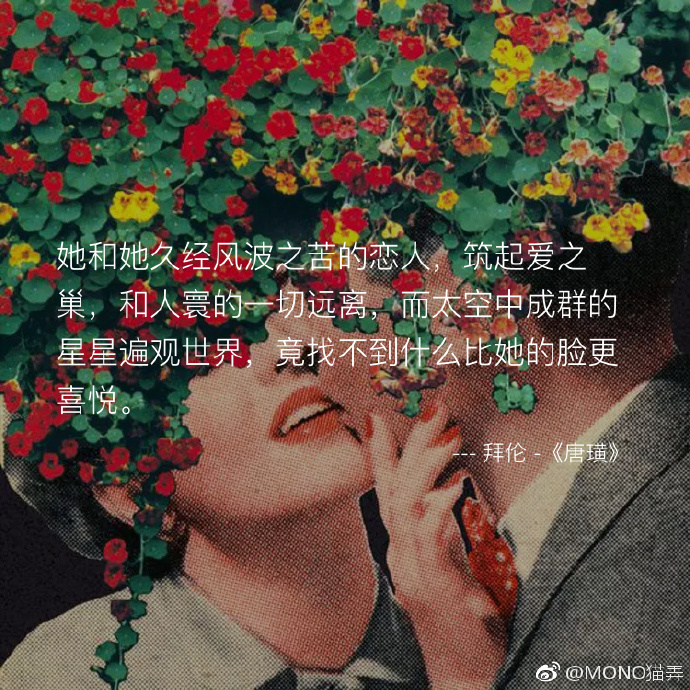 她和她久经风波之苦的恋人，筑起爱之
巢，和人寰的一切远离，而太空中成群的
星星遍观世界，竟找不到什么比她的脸更
喜悦。
--- 拜伦 -《唐璜》
@MONO猫弄